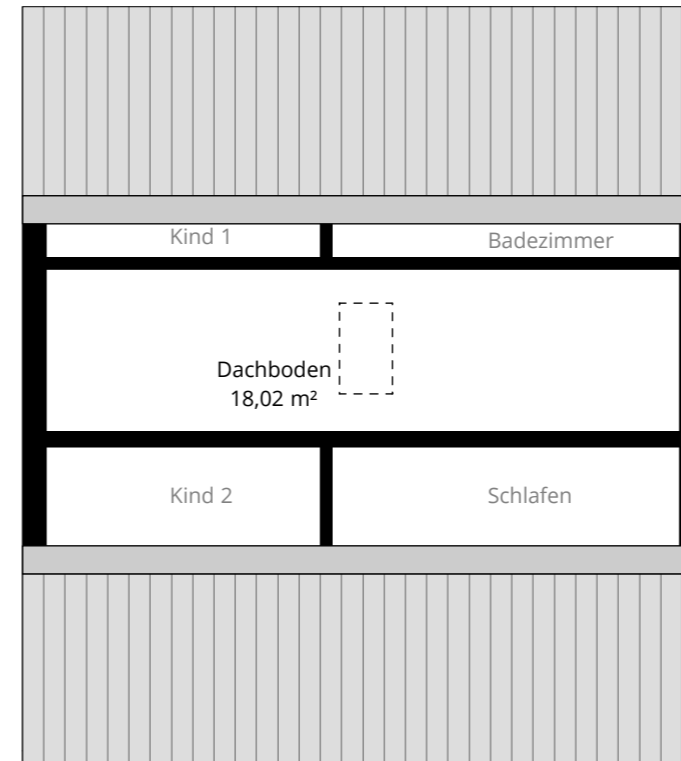 Kind 1
Badezimmer
Dachboden
18,02 m²
Kind 2
Schlafen